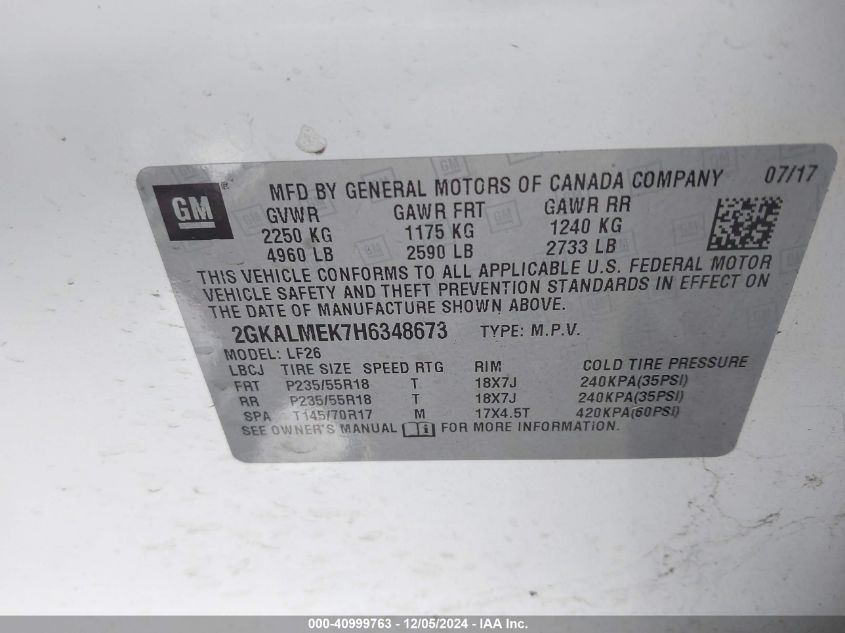 GM ® MFD BY GENERAL MOTORS OF CANADA COMPANY 07/17
GVWR GAWR FRT GAWR RR
2250 KG 1175 KG 1240 KG
4960 LB 2590 LB 2733 LB
THIS VEHICLE CONFORMS TO ALL APPLICABLE U.S. FEDERAL MOTOR
VEHICLE SAFETY AND THEFT PREVENTION STANDARDS IN EFFECT ON
THE DATE OF MANUFACTURE SHOWN ABOVE.
2GKALMEK7H6348673 TYPE: M.P.V.
MODEL: LF26
LBCJ TIRE SIZE SPEED RTG RIM COLD TIRE PRESSURE
FRT P235/55R18 T 18X7J 240KPA(35PSI)
RR P235/55R18 T 18X7J 240KPA(35PSI)
SPA T145/70R17 M 17X4.5T 420KPA(60PSI)
SEE OWNER'S MANUAL FOR MORE INFORMATION.
000-40999763 - 12/05/2024 - IAA Inc.